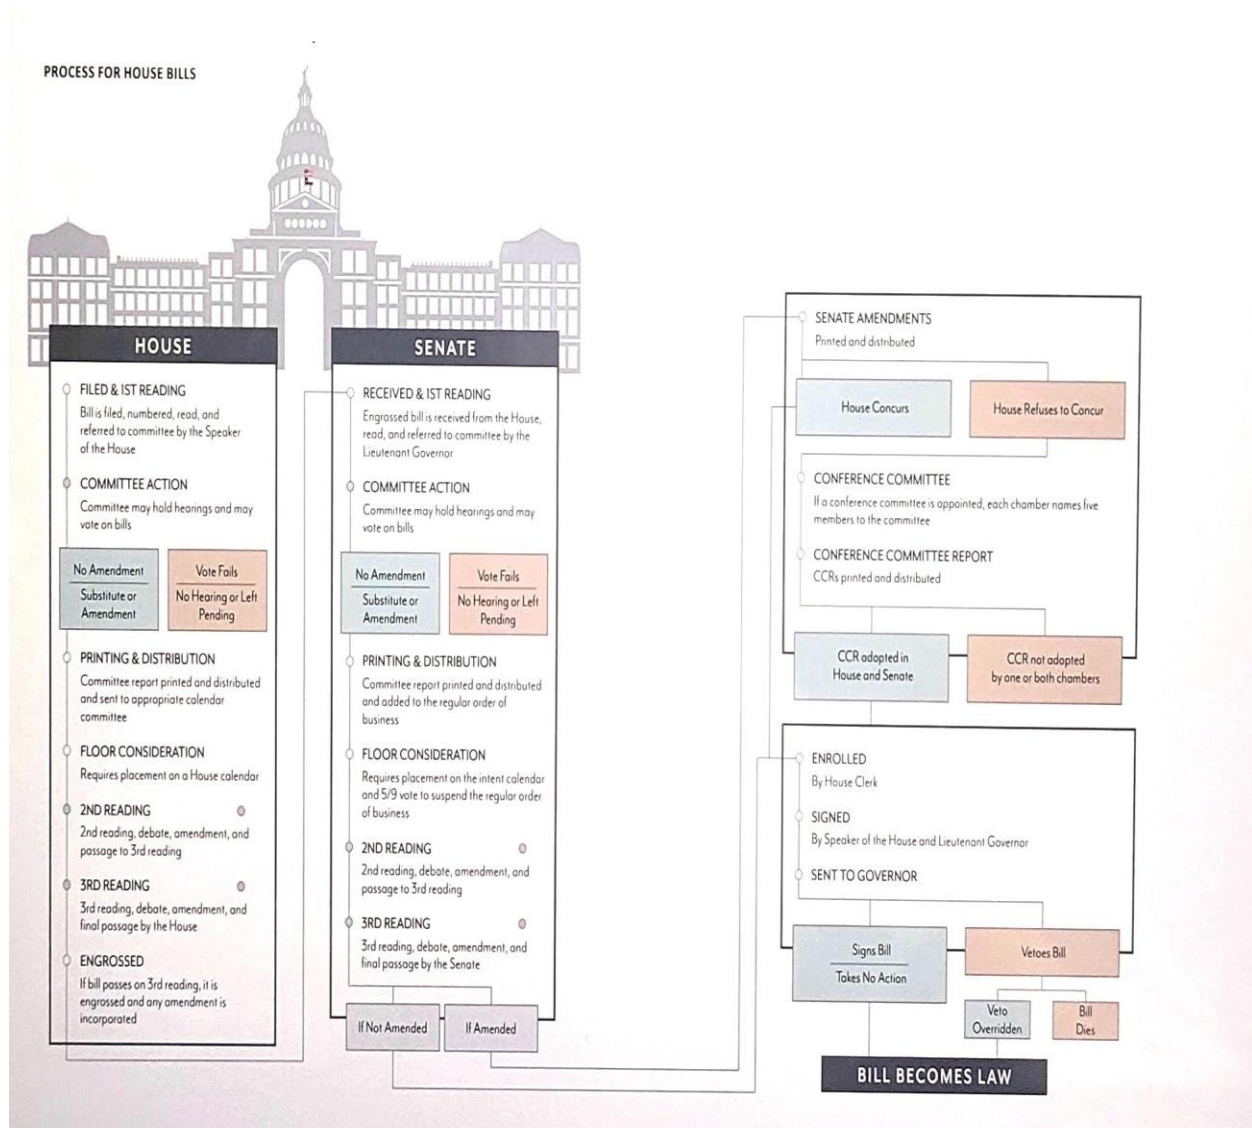 PROCESS FOR HOUSE BILLS
HOUSE
FILED & IST READING
Bill is filed, numbered, read, and
referred to committee by the Speaker
of the House
COMMITTEE ACTION
Committee may hold hearings and may
vote on bills
No Amendment
Substitute or
Amendment
Vote Fails
No Hearing or Left
Pending
PRINTING & DISTRIBUTION
Committee report printed and distributed
and sent to appropriate calendar
committee
FLOOR CONSIDERATION
Requires placement on a House calendar
2ND READING
2nd reading, debate, amendment, and
passage to 3rd reading
3RD READING
3rd reading, debate, amendment, and
final passage by the House
ENGROSSED
If bill passes on 3rd reading, it is
engrossed and any amendment is
incorporated
SENATE
RECEIVED & IST READING
Engrossed bill is received from the House,
read, and referred to committee by the
Lieutenant Governor
COMMITTEE ACTION
Committee may hold hearings and may
vote on bills
No Amendment
Substitute or
Amendment
Vote Fails
No Hearing or Left
Pending
PRINTING & DISTRIBUTION
Committee report printed and distributed
and added to the regular order of
business
FLOOR CONSIDERATION
Requires placement on the intent calendar
and 5/9 vote to suspend the regular order
of business
2ND READING
2nd reading, debate, amendment, and
passage to 3rd reading
3RD READING
3rd reading, debate, amendment, and
final passage by the Senate
If Not Amended
If Amended
SENATE AMENDMENTS
Printed and distributed
House Concurs
House Refuses to Concur
CONFERENCE COMMITTEE
If a conference committee is appointed, each chamber names five
members to the committee
CONFERENCE COMMITTEE REPORT
CCRs printed and distributed
CCR adopted in
House and Senate
CCR not adopted
by one or both chambers
ENROLLED
By House Clerk
SIGNED
By Speaker of the House and Lieutenant Governor
SENT TO GOVERNOR
Signs Bill
Takes No Action
Vetoes Bill
Veto
Overridden
Bill
Dies
BILL BECOMES LAW